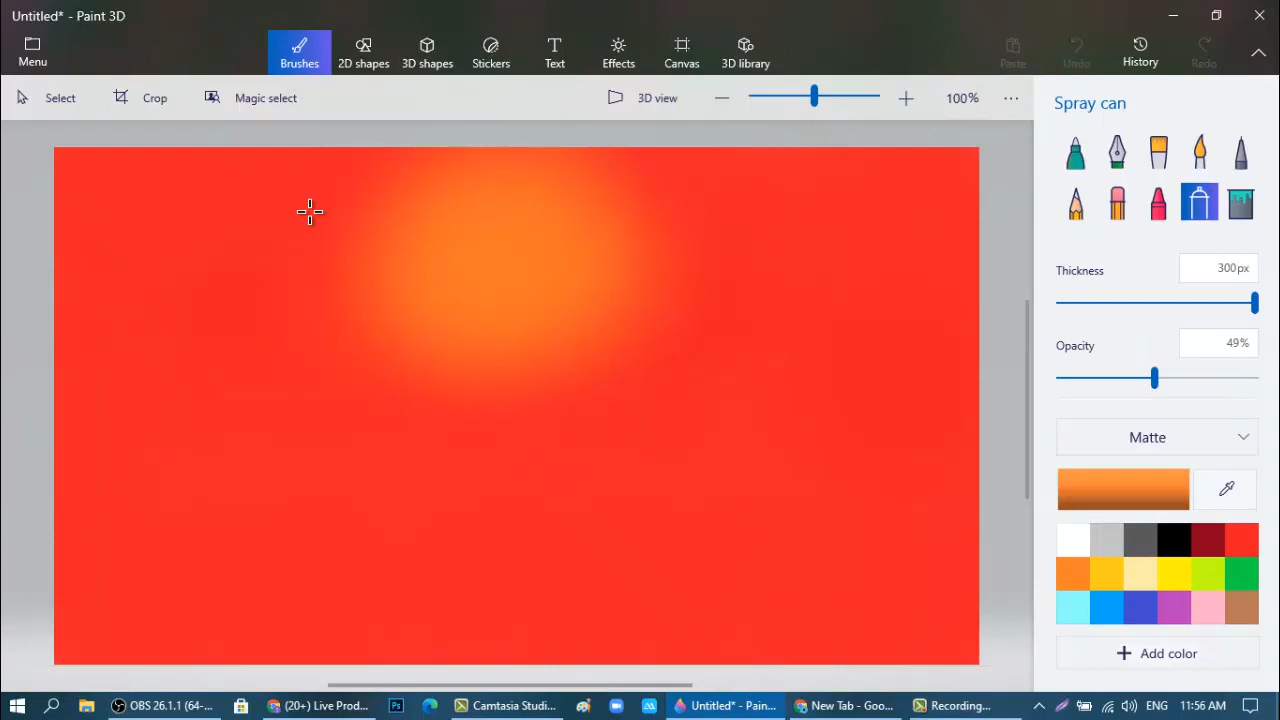 Untitled* - Paint 3D
Menu
Brushes
2D shapes
3D shapes
Stickers
Text
Effects
Canvas
3D library
Paste
Undo
History
Redo
Select
Crop
Magic select
3D view
100%
Spray can
Thickness
300px
Opacity
49%
Matte
Add color
OBS 26.1.1 (64-...
(20+) Live Prod...
Camtasia Studi...
Untitled* - Pain...
New Tab - Goo...
Recording...
ENG
11:56 AM